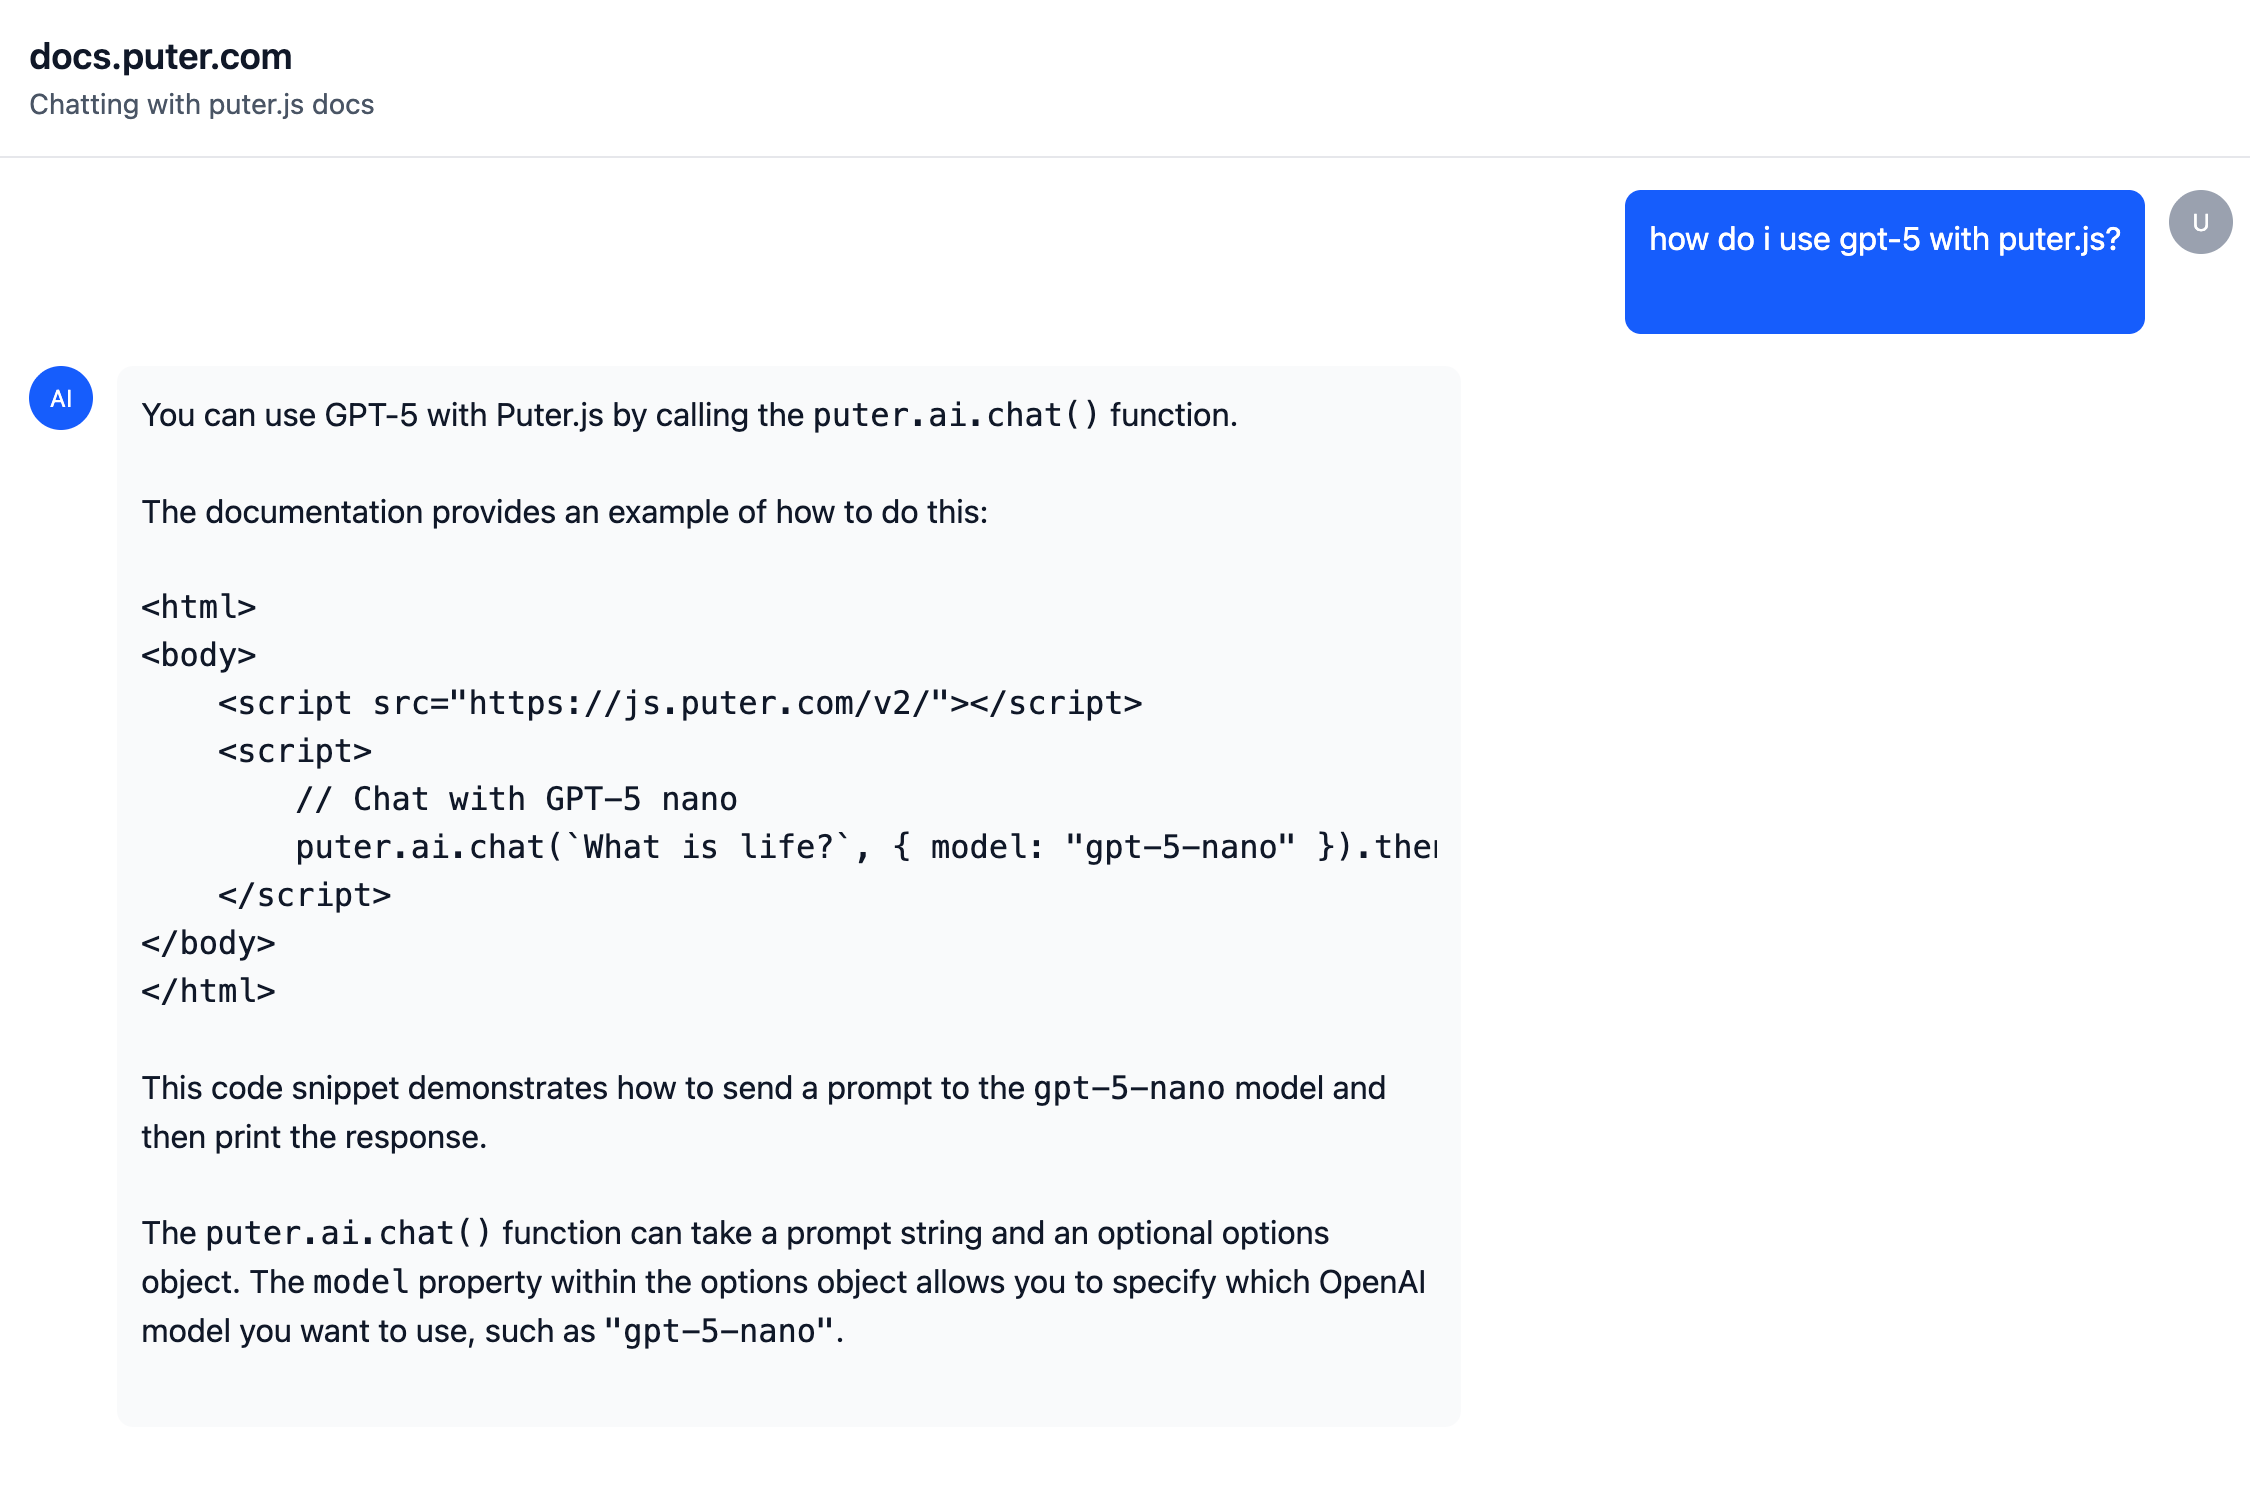 docs.puter.com
Chatting with puter.js docs
how do i use gpt-5 with puter.js?
U
AI
You can use GPT-5 with Puter.js by calling the puter.ai.chat() function.
The documentation provides an example of how to do this:
<html>
<body>
    <script src="https://js.puter.com/v2/"></script>
    <script>
        // Chat with GPT-5 nano
        puter.ai.chat(`What is life?`, { model: "gpt-5-nano" }).the
    </script>
</body>
</html>
This code snippet demonstrates how to send a prompt to the gpt-5-nano model and
then print the response.
The puter.ai.chat() function can take a prompt string and an optional options
object. The model property within the options object allows you to specify which OpenAI
model you want to use, such as "gpt-5-nano".